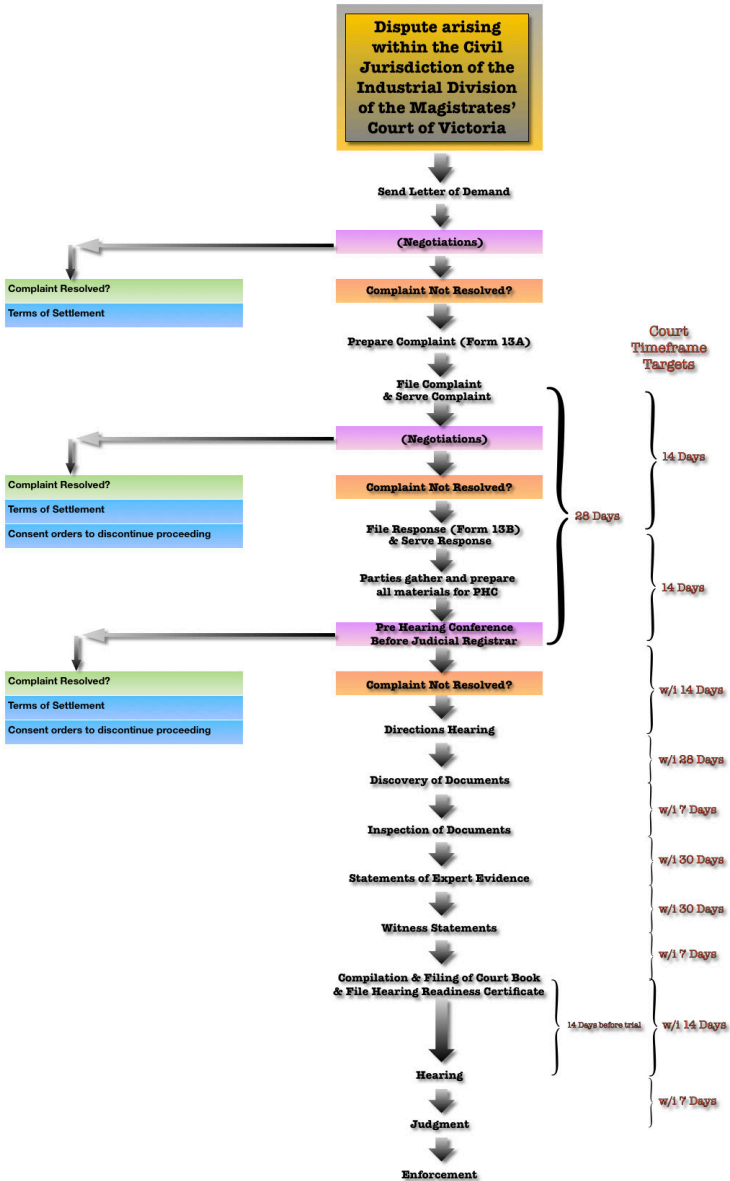 Dispute arising
within the Civil
Jurisdiction of the
Industrial Division
of the Magistrates'
Court of Victoria
Send Letter of Demand
(Negotiations)
Complaint Resolved?
Terms of Settlement
Complaint Not Resolved?
Prepare Complaint (Form 13A)
Court
Timeframe
Targets
File Complaint
& Serve Complaint
(Negotiations)
14 Days
Complaint Resolved?
Terms of Settlement
Consent orders to discontinue proceeding
Complaint Not Resolved?
28 Days
File Response (Form 13B)
& Serve Response
Parties gather and prepare
all materials for PHC
14 Days
Pre Hearing Conference
Before Judicial Registrar
Complaint Resolved?
Terms of Settlement
Consent orders to discontinue proceeding
Complaint Not Resolved?
w/i 14 Days
Directions Hearing
w/i 28 Days
Discovery of Documents
w/i 7 Days
Inspection of Documents
w/i 30 Days
Statements of Expert Evidence
w/i 30 Days
Witness Statements
w/i 7 Days
Compilation & Filing of Court Book
& File Hearing Readiness Certificate
14 Days before trial
w/i 14 Days
Hearing
w/i 7 Days
Judgment
Enforcement